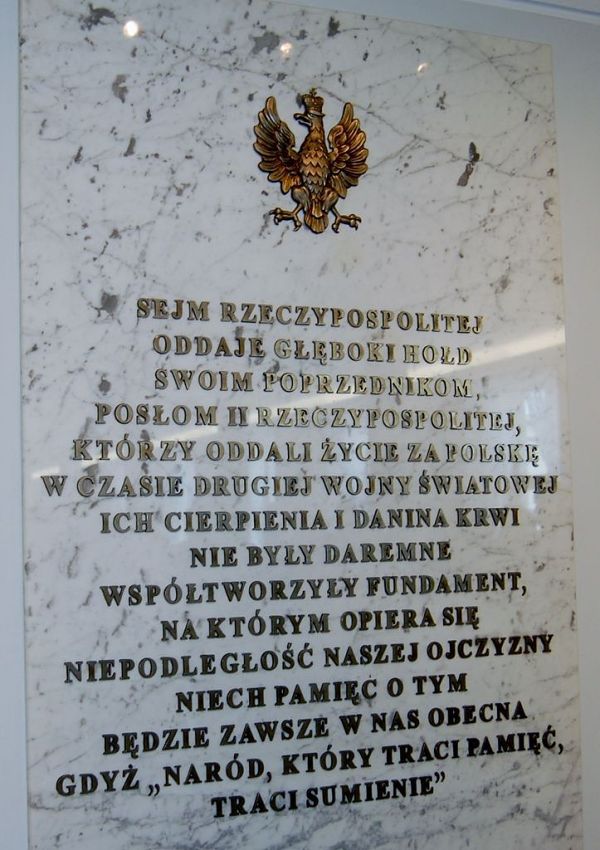 SEJM RZECZYPOSPOLITEJ
ODDAJE GŁĘBOKI HOŁD
SWOIM POPRZEDNIKOM,
POSŁOM II RZECZYPOSPOLITEJ,
KTÓRZY ODDALI ŻYCIE ZA POLSKĘ
W CZASIE DRUGIEJ WOJNY ŚWIATOWEJ
ICH CIERPIENIA I DANINA KRWI
NIE BYŁY DAREMNE
WSPÓŁTWORZYŁY FUNDAMENT,
NA KTÓRYM OPIERA SIĘ
NIEPODLEGŁOŚĆ NASZEJ OJCZYZNY
NIECH PAMIĘC O TYM
BĘDZIE ZAWSZE W NAS OBECNA
GDYŻ „NARÓD, KTÓRY TRACI PAMIĘĆ,
TRACI SUMIENIE”